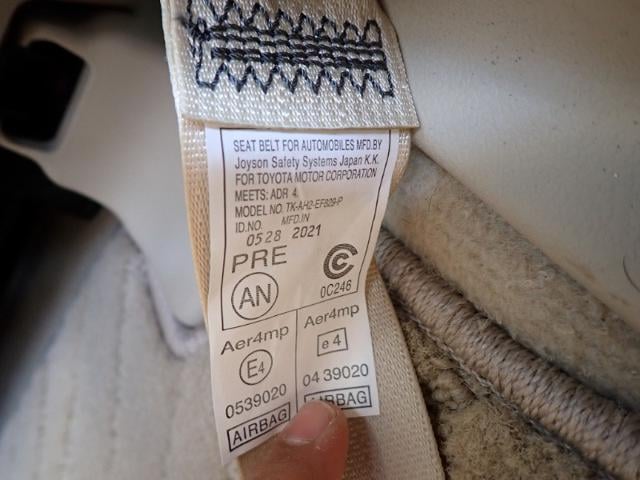 SEAT BELT FOR AUTOMOBILES MFD.BY
Joyson Safety Systems Japan K.K.
FOR TOYOTA MOTOR CORPORATION
MEETS: ADR 4
MODEL NO. TK-AH2-EF829-P
ID.NO. MFD.IN
0528 2021
PRE
AN
0C246
Aer4mp
E4
0539020
AIRBAG
Aer4mp
e4
04 39020
AIRBAG